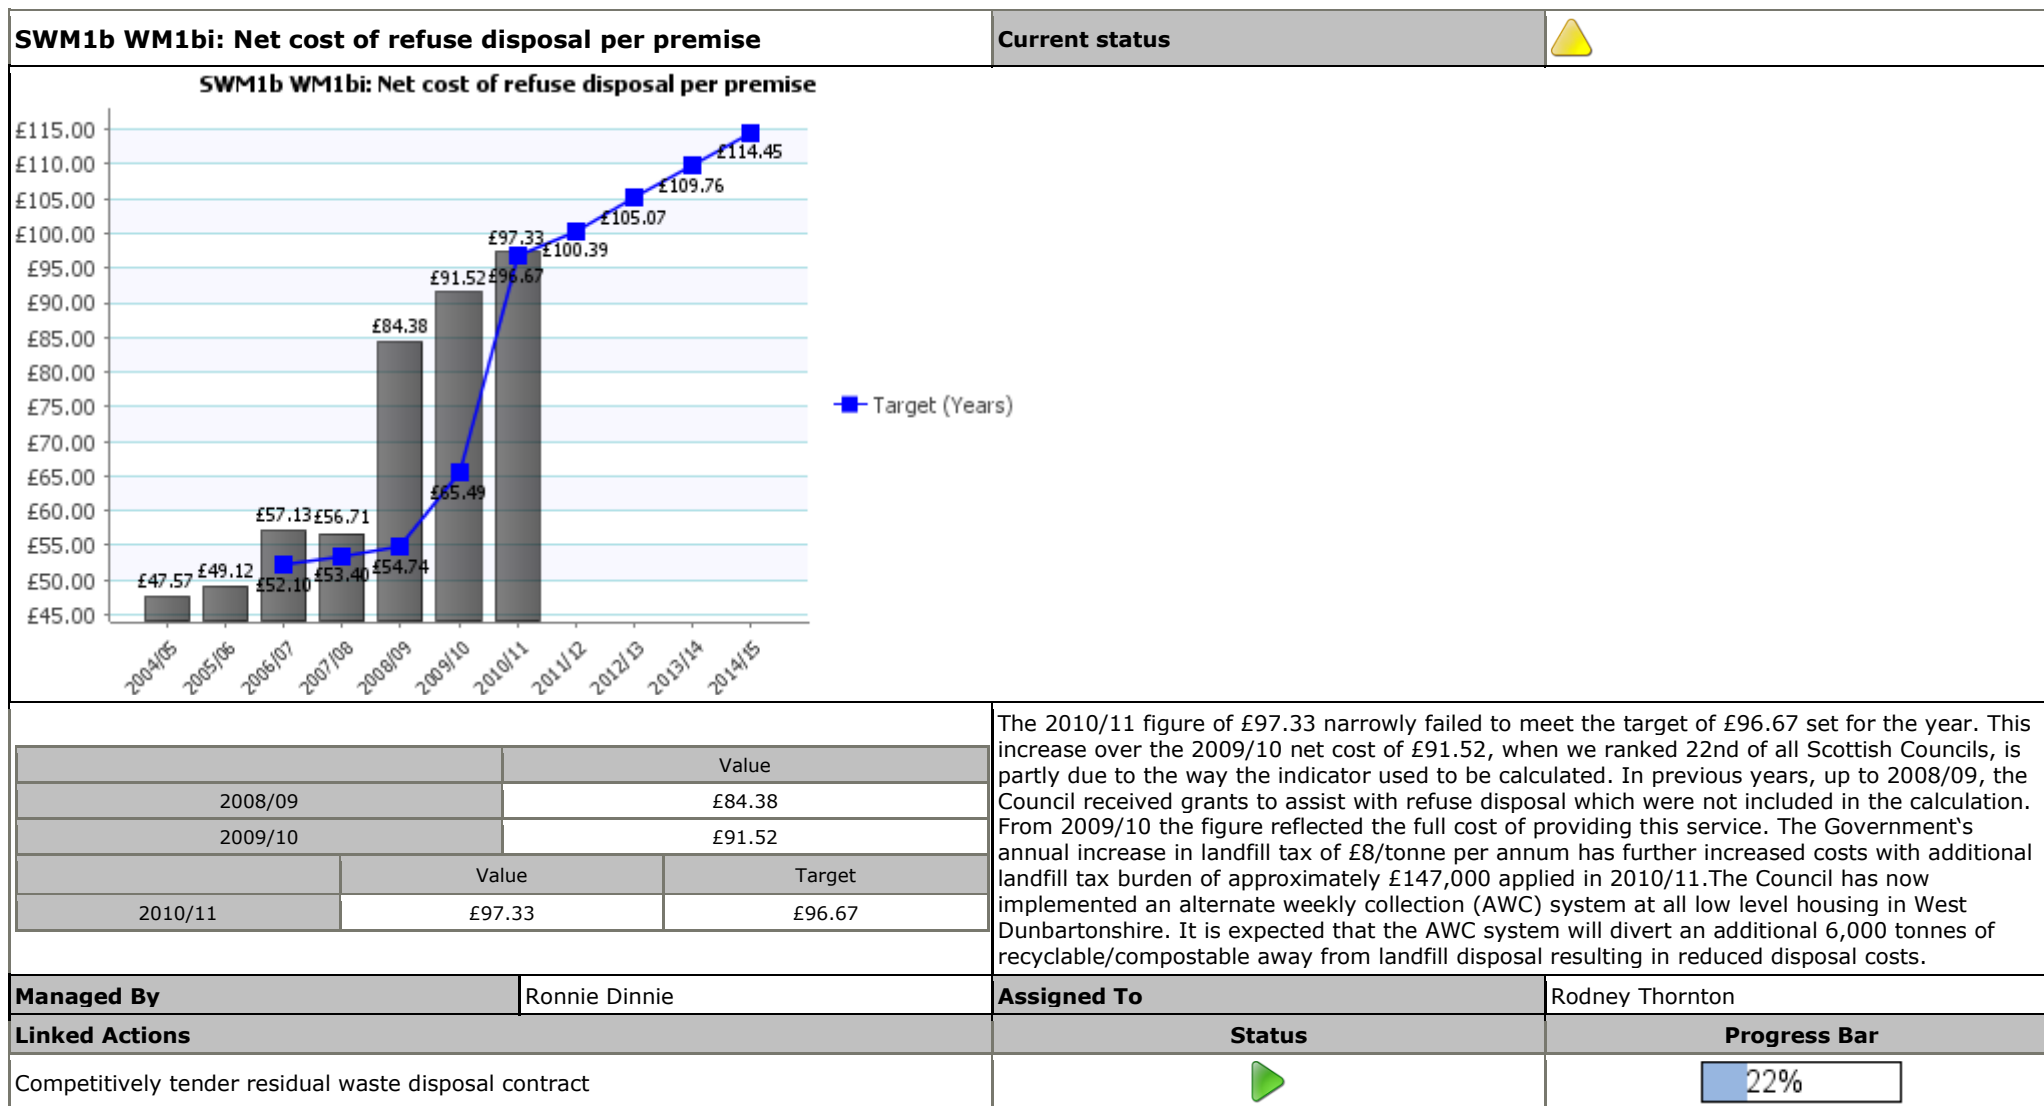 SWM1b WM1bi: Net cost of refuse disposal per premise
Current status
SWM1b WM1bi: Net cost of refuse disposal per premise
£115.00
£110.00
£105.00
£100.00
£95.00
£90.00
£85.00
£80.00
£75.00
£70.00
£65.00
£60.00
£55.00
£50.00
£45.00
£47.57
£49.12
£57.13
£56.71
£84.38
£91.52
£97.33
£52.10
£53.40
£54.74
£65.49
£96.67
£100.39
£105.07
£109.76
£114.45
2004/05
2005/06
2006/07
2007/08
2008/09
2009/10
2010/11
2011/12
2012/13
2013/14
2014/15
Target (Years)
Value
2008/09 £84.38
2009/10 £91.52
Value Target
2010/11 £97.33 £96.67
The 2010/11 figure of £97.33 narrowly failed to meet the target of £96.67 set for the year. This
increase over the 2009/10 net cost of £91.52, when we ranked 22nd of all Scottish Councils, is
partly due to the way the indicator used to be calculated. In previous years, up to 2008/09, the
Council received grants to assist with refuse disposal which were not included in the calculation.
From 2009/10 the figure reflected the full cost of providing this service. The Government‘s
annual increase in landfill tax of £8/tonne per annum has further increased costs with additional
landfill tax burden of approximately £147,000 applied in 2010/11.The Council has now
implemented an alternate weekly collection (AWC) system at all low level housing in West
Dunbartonshire. It is expected that the AWC system will divert an additional 6,000 tonnes of
recyclable/compostable away from landfill disposal resulting in reduced disposal costs.
Managed By Ronnie Dinnie Assigned To Rodney Thornton
Linked Actions Status Progress Bar
Competitively tender residual waste disposal contract 22%